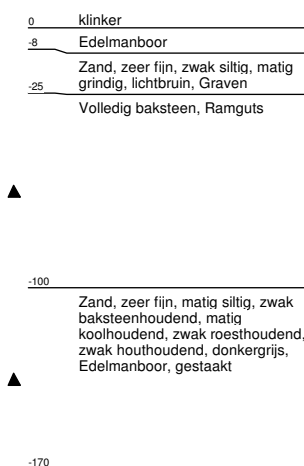 0 klinker
-8 Edelmanboor
Zand, zeer fijn, zwak siltig, matig
grindig, lichtbruin, Graven
-25
Volledig baksteen, Ramguts
-100
Zand, zeer fijn, matig siltig, zwak
baksteenhoudend, matig
koolhoudend, zwak roesthoudend,
zwak houthoudend, donkergrijs,
Edelmanboor, gestaakt
-170